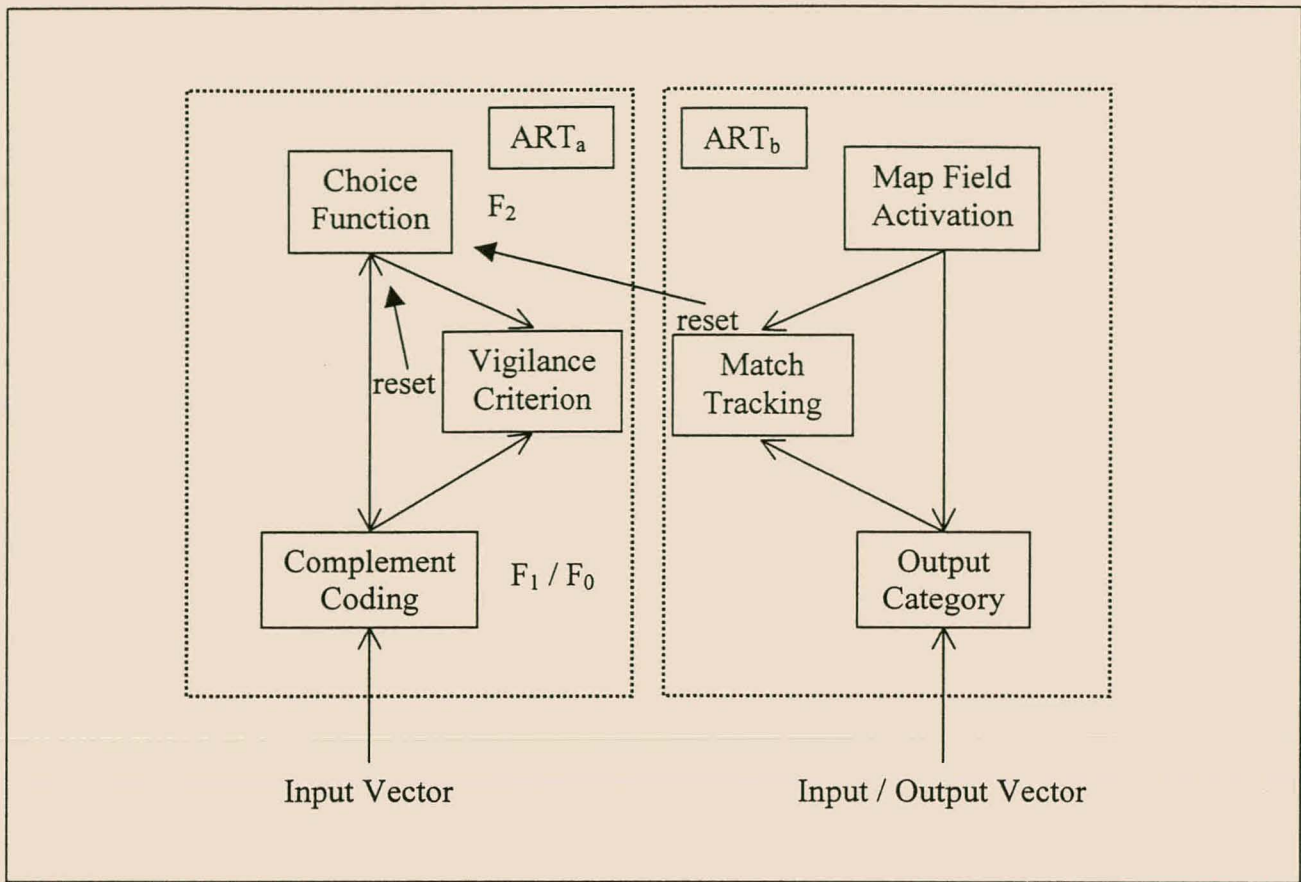 ART_a
ART_b
Choice
Function
F_2
Map Field
Activation
reset
Vigilance
Criterion
reset
Match
Tracking
Complement
Coding
F_1 / F_0
Output
Category
Input Vector
Input / Output Vector